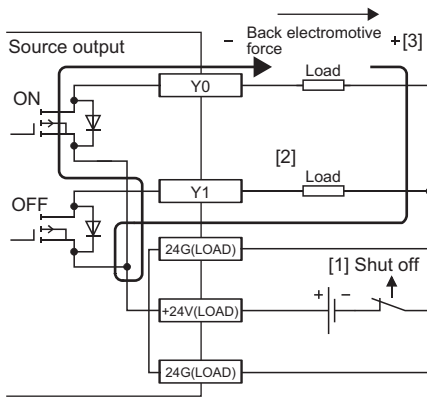 Source output
− Back electromotive force + [3]
Load
Y0
ON
[2]
Load
Y1
OFF
24G(LOAD)
[1] Shut off
+ −
+24V(LOAD)
24G(LOAD)